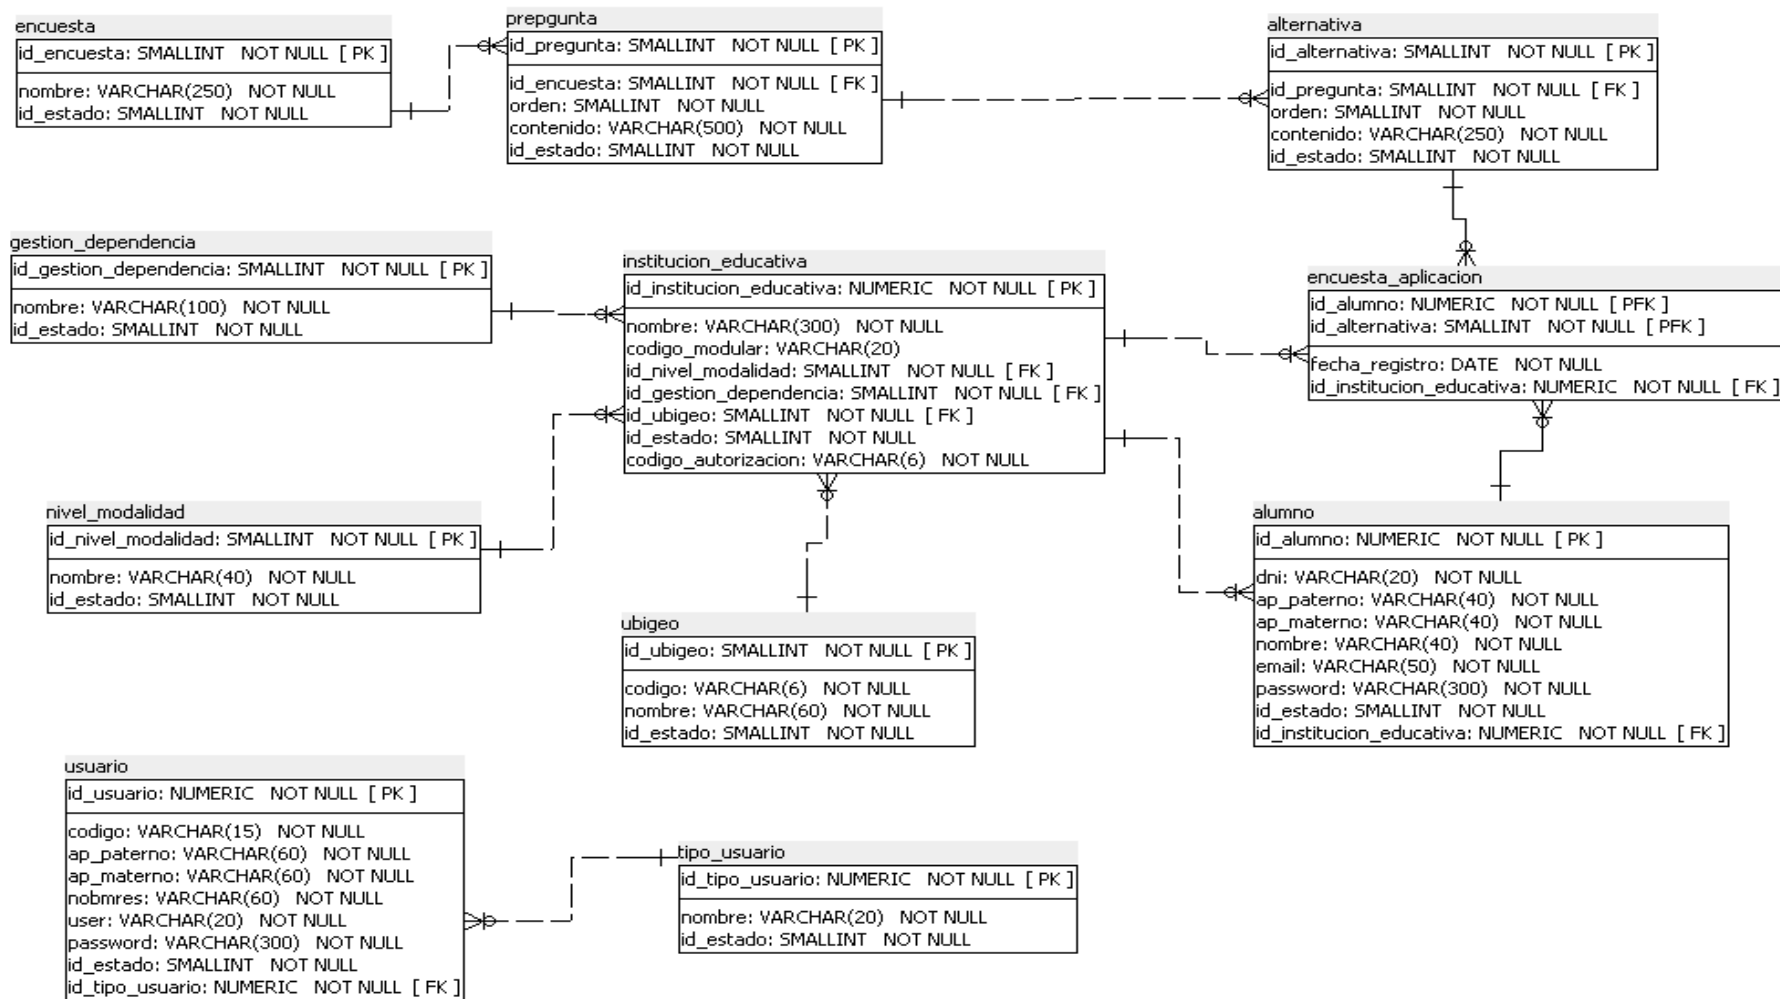 encuesta
id_encuesta: SMALLINT NOT NULL [ PK ]
nombre: VARCHAR(250) NOT NULL
id_estado: SMALLINT NOT NULL
prepgunta
id_pregunta: SMALLINT NOT NULL [ PK ]
id_encuesta: SMALLINT NOT NULL [ FK ]
orden: SMALLINT NOT NULL
contenido: VARCHAR(500) NOT NULL
id_estado: SMALLINT NOT NULL
alternativa
id_alternativa: SMALLINT NOT NULL [ PK ]
id_pregunta: SMALLINT NOT NULL [ FK ]
orden: SMALLINT NOT NULL
contenido: VARCHAR(250) NOT NULL
id_estado: SMALLINT NOT NULL
gestion_dependencia
id_gestion_dependencia: SMALLINT NOT NULL [ PK ]
nombre: VARCHAR(100) NOT NULL
id_estado: SMALLINT NOT NULL
institucion_educativa
id_institucion_educativa: NUMERIC NOT NULL [ PK ]
nombre: VARCHAR(300) NOT NULL
codigo_modular: VARCHAR(20)
id_nivel_modalidad: SMALLINT NOT NULL [ FK ]
id_gestion_dependencia: SMALLINT NOT NULL [ FK ]
id_ubigeo: SMALLINT NOT NULL [ FK ]
id_estado: SMALLINT NOT NULL
codigo_autorizacion: VARCHAR(6) NOT NULL
encuesta_aplicacion
id_alumno: NUMERIC NOT NULL [ PFK ]
id_alternativa: SMALLINT NOT NULL [ PFK ]
fecha_registro: DATE NOT NULL
id_institucion_educativa: NUMERIC NOT NULL [ FK ]
nivel_modalidad
id_nivel_modalidad: SMALLINT NOT NULL [ PK ]
nombre: VARCHAR(40) NOT NULL
id_estado: SMALLINT NOT NULL
ubigeo
id_ubigeo: SMALLINT NOT NULL [ PK ]
codigo: VARCHAR(6) NOT NULL
nombre: VARCHAR(60) NOT NULL
id_estado: SMALLINT NOT NULL
alumno
id_alumno: NUMERIC NOT NULL [ PK ]
dni: VARCHAR(20) NOT NULL
ap_paterno: VARCHAR(40) NOT NULL
ap_materno: VARCHAR(40) NOT NULL
nombre: VARCHAR(40) NOT NULL
email: VARCHAR(50) NOT NULL
password: VARCHAR(300) NOT NULL
id_estado: SMALLINT NOT NULL
id_institucion_educativa: NUMERIC NOT NULL [ FK ]
usuario
id_usuario: NUMERIC NOT NULL [ PK ]
codigo: VARCHAR(15) NOT NULL
ap_paterno: VARCHAR(60) NOT NULL
ap_materno: VARCHAR(60) NOT NULL
nobmres: VARCHAR(60) NOT NULL
user: VARCHAR(20) NOT NULL
password: VARCHAR(300) NOT NULL
id_estado: SMALLINT NOT NULL
id_tipo_usuario: NUMERIC NOT NULL [ FK ]
tipo_usuario
id_tipo_usuario: NUMERIC NOT NULL [ PK ]
nombre: VARCHAR(20) NOT NULL
id_estado: SMALLINT NOT NULL